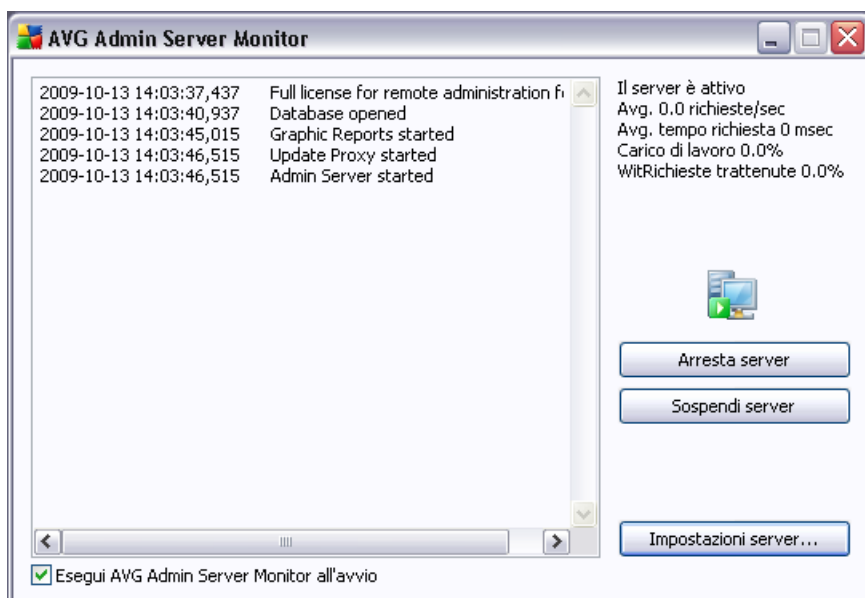 AVG Admin Server Monitor
2009-10-13 14:03:37,437 Full license for remote administration f
2009-10-13 14:03:40,937 Database opened
2009-10-13 14:03:45,015 Graphic Reports started
2009-10-13 14:03:46,515 Update Proxy started
2009-10-13 14:03:46,515 Admin Server started
Il server è attivo
Avg. 0.0 richieste/sec
Avg. tempo richiesta 0 msec
Carico di lavoro 0.0%
WitRichieste trattenute 0.0%
Arresta server
Sospendi server
Impostazioni server...
Esegui AVG Admin Server Monitor all'avvio